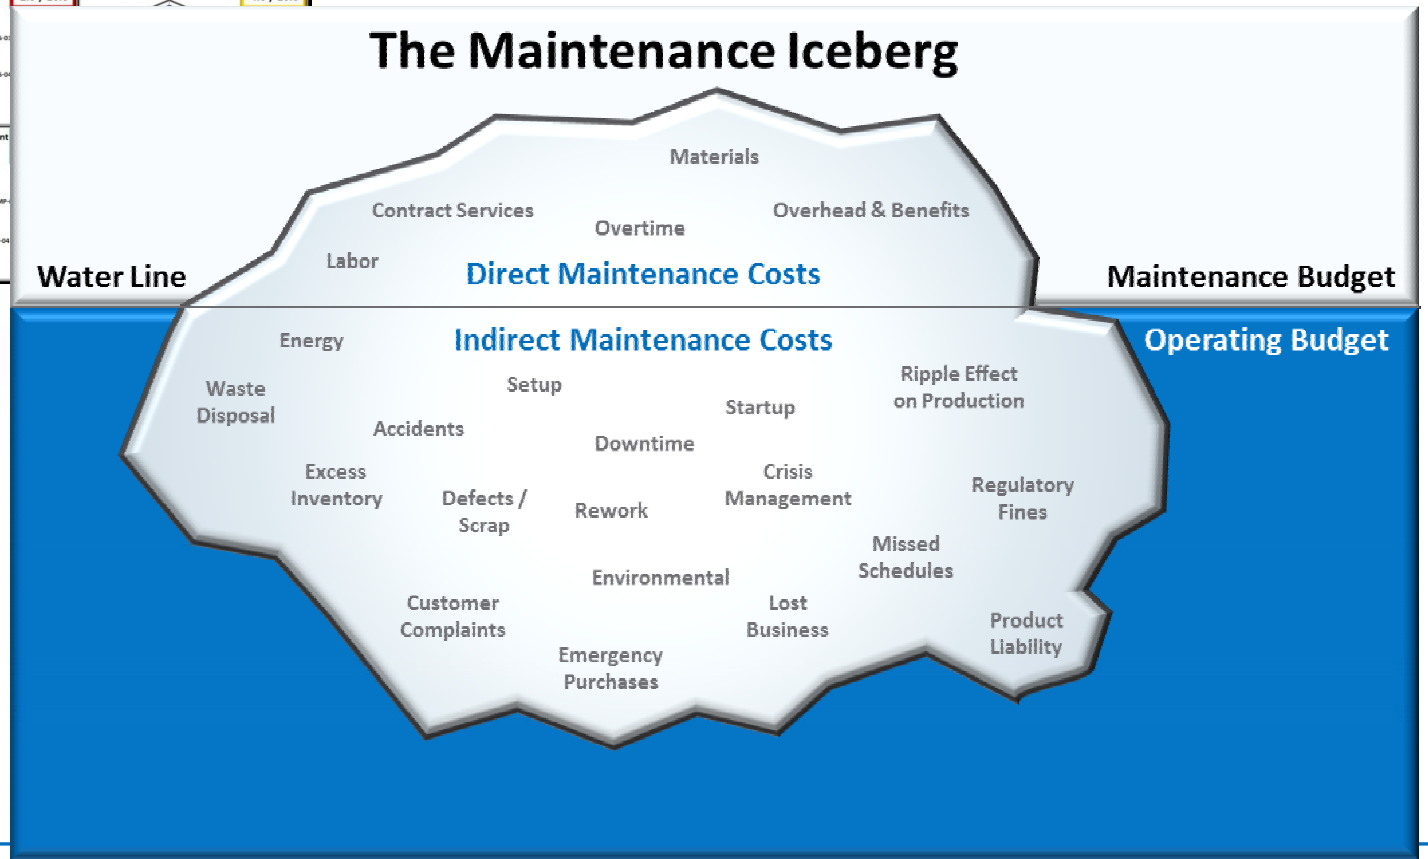 The Maintenance Iceberg
Materials
Contract Services
Overhead & Benefits
Overtime
Labor
Direct Maintenance Costs
Water Line
Maintenance Budget
Indirect Maintenance Costs
Operating Budget
Energy
Setup
Ripple Effect
on Production
Waste
Disposal
Startup
Accidents
Downtime
Excess
Inventory
Crisis
Management
Defects /
Scrap
Rework
Regulatory
Fines
Missed
Schedules
Environmental
Customer
Complaints
Lost
Business
Product
Liability
Emergency
Purchases